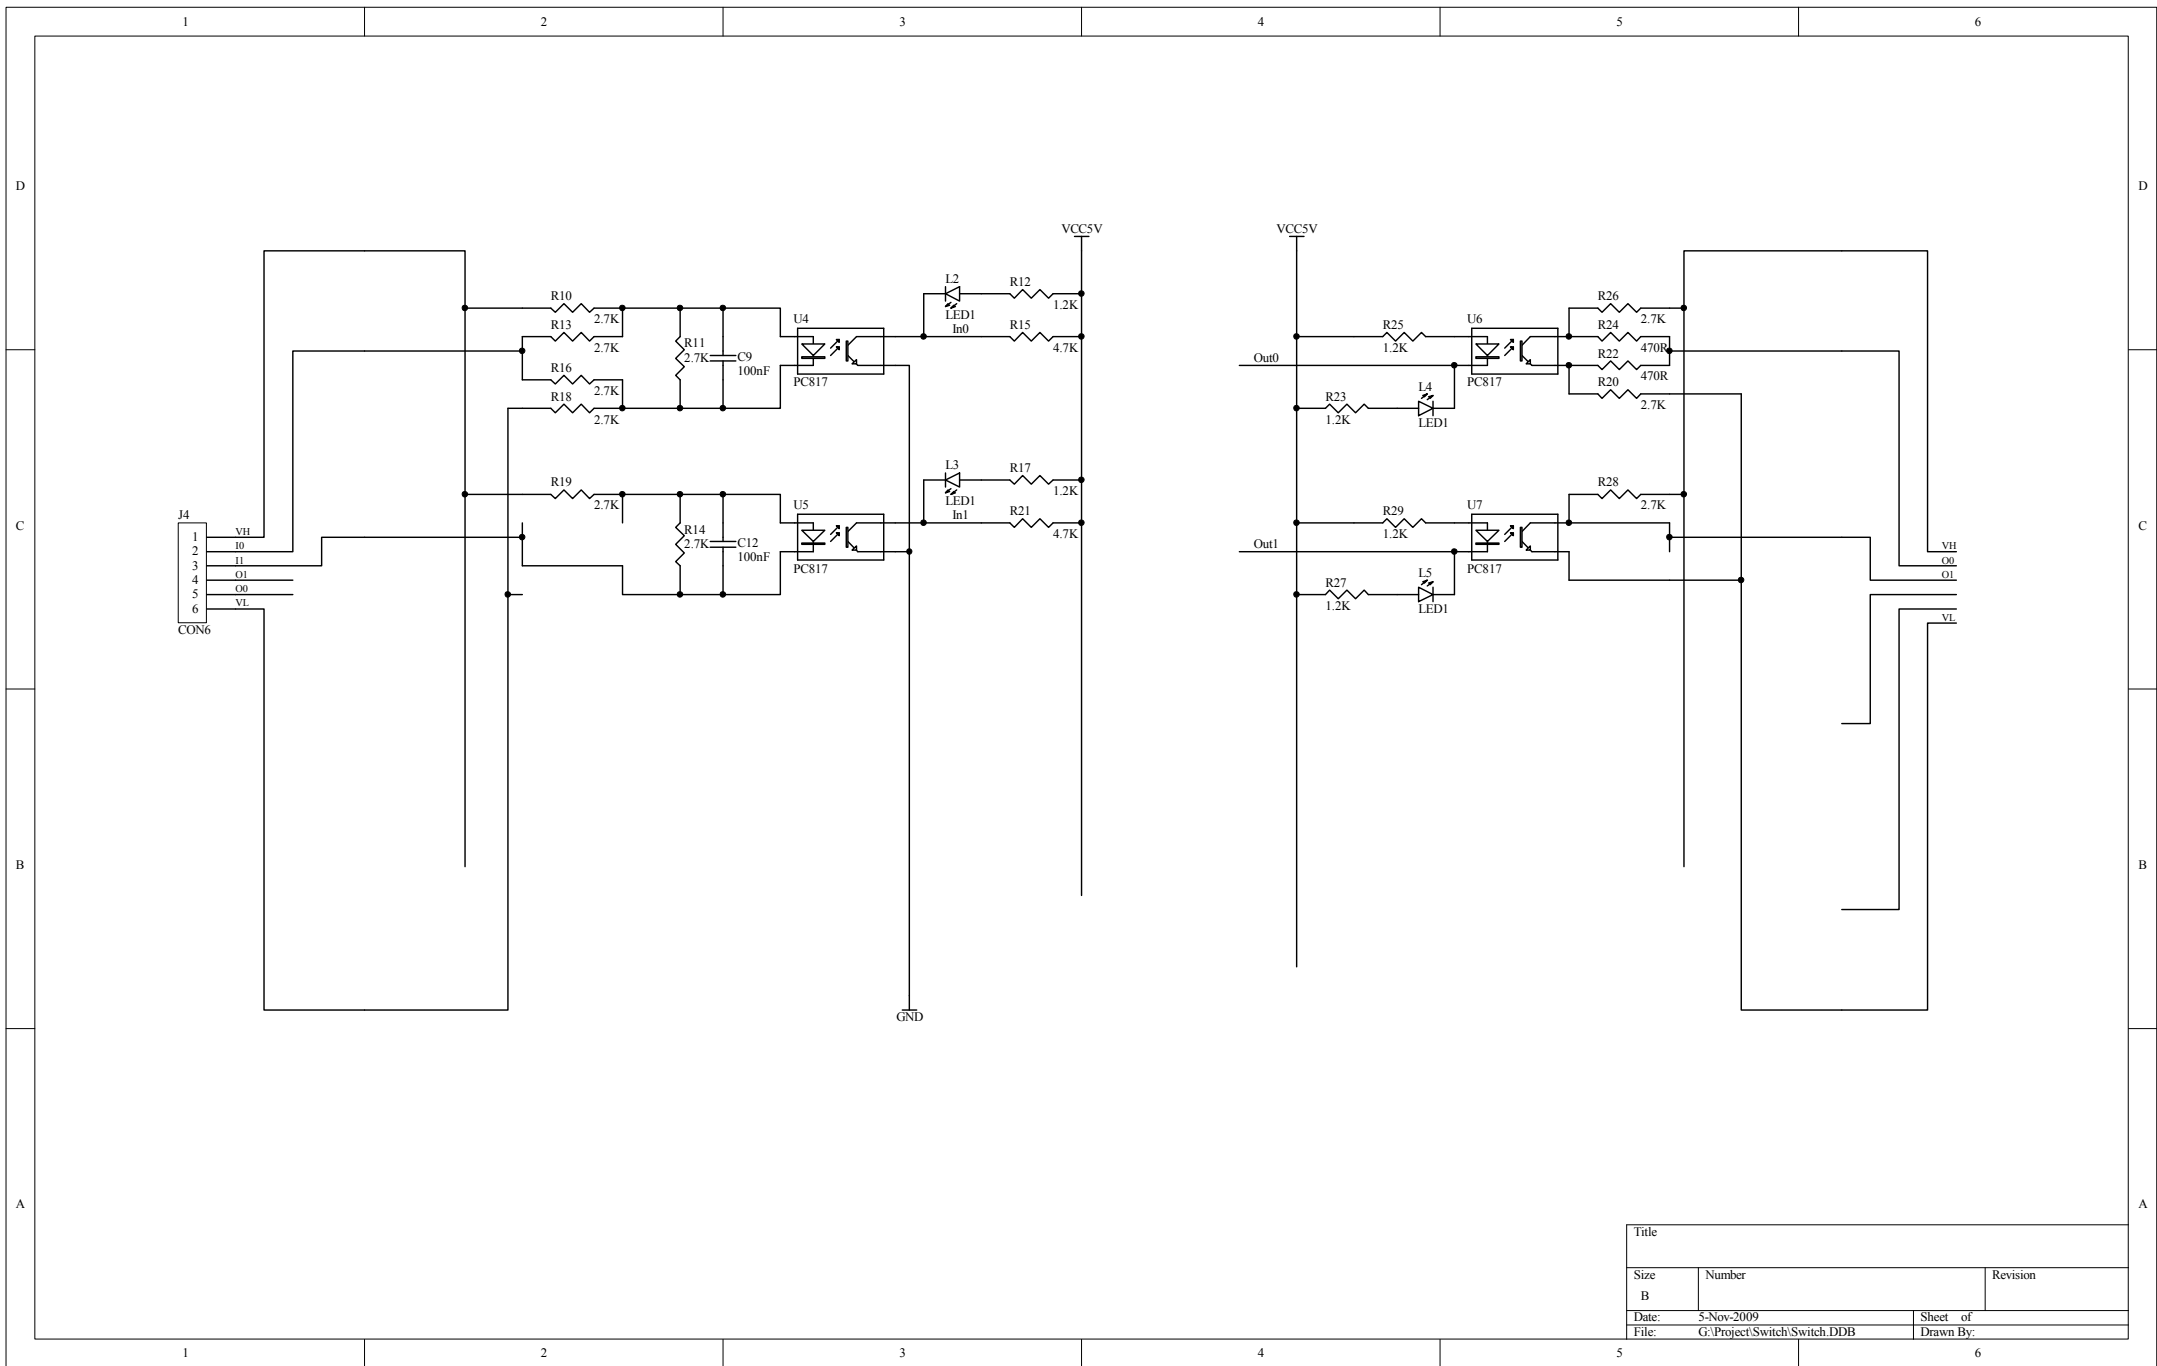 1 2 3 4 5 6
D D
VCC5V VCC5V
L2 R12
LED1 1.2K
In0
R15
4.7K
R10
2.7K
R13
2.7K
R11
2.7K
C9
100nF
R16
2.7K
R18
2.7K
U4
PC817
R26
2.7K
R24
470R
R22
470R
R20
2.7K
U6
PC817
R25
1.2K
Out0
R23
1.2K
L4
LED1
L3 R17
LED1 1.2K
In1
R21
4.7K
R19
2.7K
R14
2.7K
C12
100nF
U5
PC817
R28
2.7K
U7
PC817
R29
1.2K
Out1
R27
1.2K
L5
LED1
C C
J4
1 VH
2 I0
3 I1
4 O1
5 O0
6 VL
CON6
VH
O0
O1
VL
B B
GND
A A
Title
Size Number Revision
B
Date: 5-Nov-2009 Sheet of
File: G:\Project\Switch\Switch.DDB Drawn By:
1 2 3 4 5 6